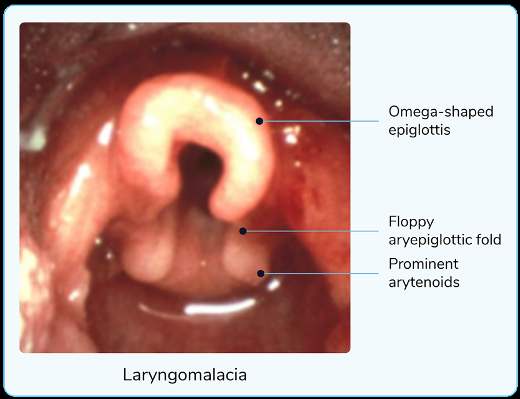 Omega-shaped
epiglottis
Floppy
aryepiglottic fold
Prominent
arytenoids
Laryngomalacia